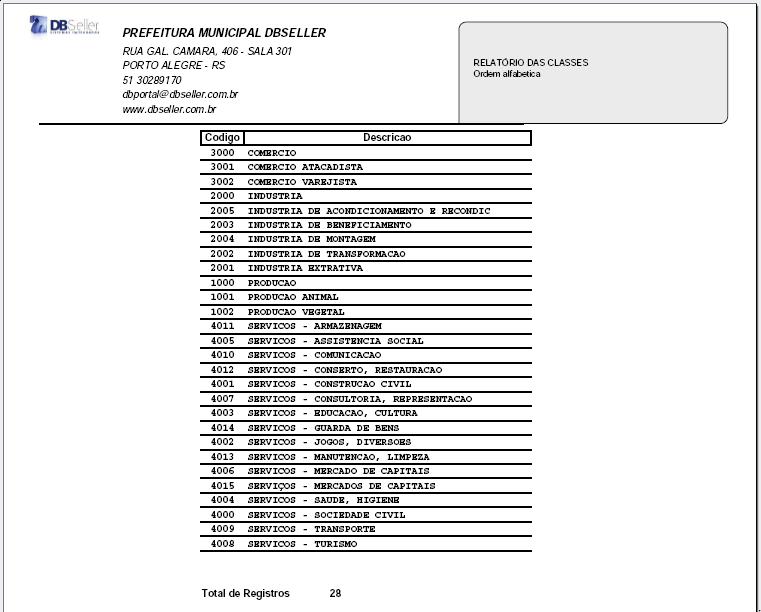 DBSeller
PREFEITURA MUNICIPAL DBSELLER
RUA GAL. CAMARA, 406 - SALA 301
PORTO ALEGRE - RS
51 30289170
dbportal@dbseller.com.br
www.dbseller.com.br
RELATÓRIO DAS CLASSES
Ordem alfabetica
Codigo Descricao
3000 COMERCIO
3001 COMERCIO ATACADISTA
3002 COMERCIO VAREJISTA
2000 INDUSTRIA
2005 INDUSTRIA DE ACONDICIONAMENTO E RECONDIC
2003 INDUSTRIA DE BENEFICIAMENTO
2004 INDUSTRIA DE MONTAGEM
2002 INDUSTRIA DE TRANSFORMACAO
2001 INDUSTRIA EXTRATIVA
1000 PRODUCAO
1001 PRODUCAO ANIMAL
1002 PRODUCAO VEGETAL
4011 SERVICOS - ARMAZENAGEM
4005 SERVICOS - ASSISTENCIA SOCIAL
4010 SERVICOS - COMUNICACAO
4012 SERVICOS - CONSERTO, RESTAURACAO
4001 SERVICOS - CONSTRUCAO CIVIL
4007 SERVICOS - CONSULTORIA, REPRESENTACAO
4003 SERVICOS - EDUCACAO, CULTURA
4014 SERVICOS - GUARDA DE BENS
4002 SERVICOS - JOGOS, DIVERSOES
4013 SERVICOS - MANUTENCAO, LIMPEZA
4006 SERVICOS - MERCADO DE CAPITAIS
4015 SERVIÇOS - MERCADOS DE CAPITAIS
4004 SERVICOS - SAUDE, HIGIENE
4000 SERVICOS - SOCIEDADE CIVIL
4009 SERVICOS - TRANSPORTE
4008 SERVICOS - TURISMO
Total de Registros 28